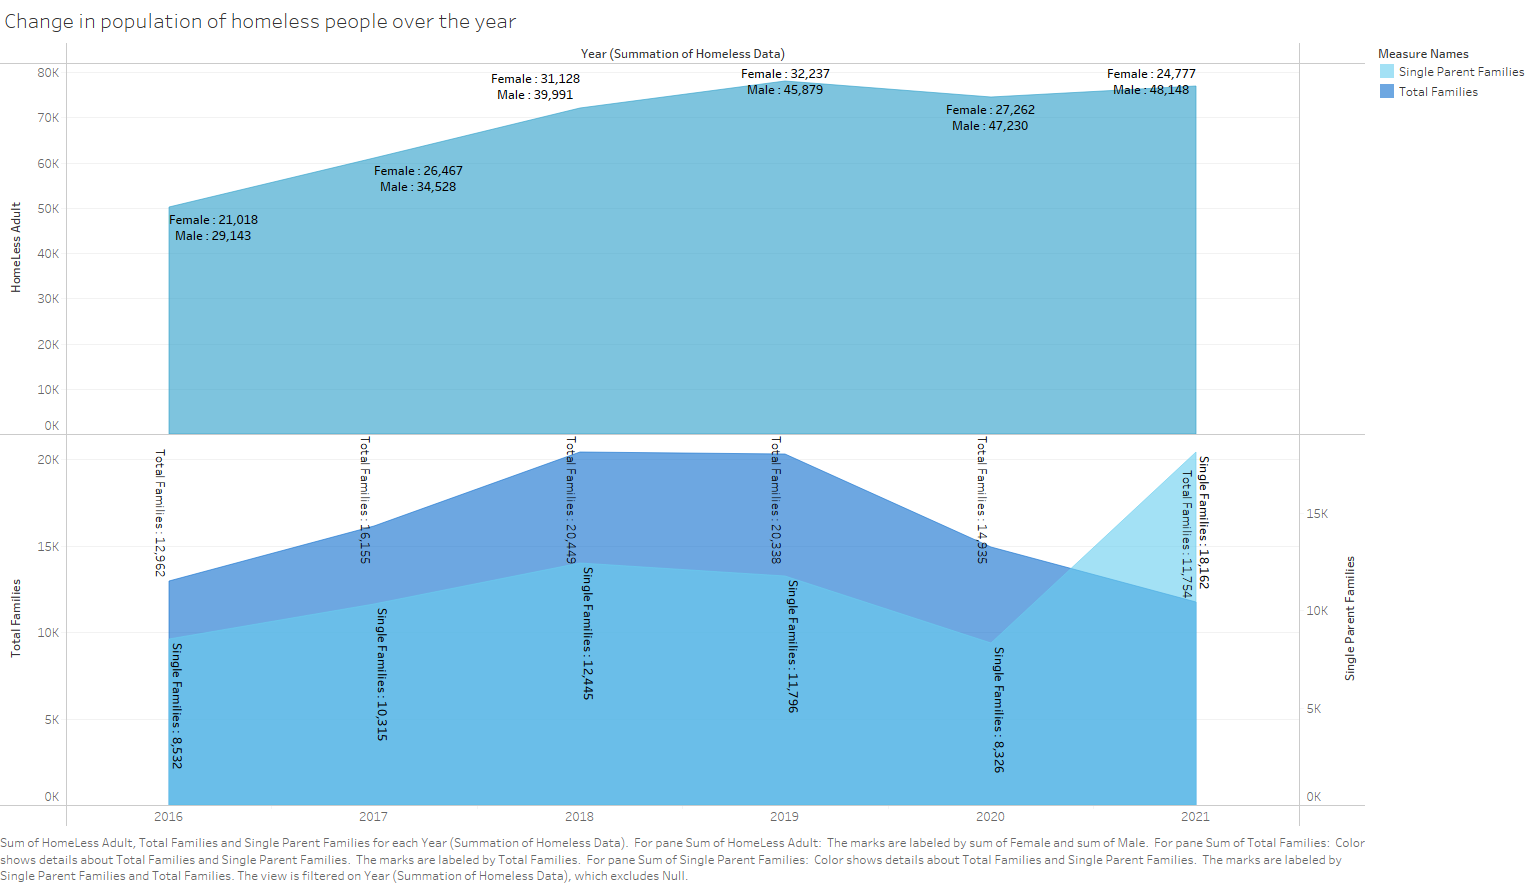 Change in population of homeless people over the year
Year (Summation of Homeless Data)
Measure Names
Single Parent Families
Total Families
HomeLess Adult
80K
70K
60K
50K
40K
30K
20K
10K
0K
Female : 21,018
Male : 29,143
Female : 26,467
Male : 34,528
Female : 31,128
Male : 39,991
Female : 32,237
Male : 45,879
Female : 27,262
Male : 47,230
Female : 24,777
Male : 48,148
Total Families
20K
15K
10K
5K
0K
Total Families : 12,962
Single Families : 8,532
Total Families : 16,155
Single Families : 10,315
Total Families : 20,449
Single Families : 12,445
Total Families : 20,338
Single Families : 11,796
Total Families : 14,935
Single Families : 8,326
Single Families : 18,162
Total Families : 11,754
15K
10K
5K
0K
Single Parent Families
2016
2017
2018
2019
2020
2021
Sum of HomeLess Adult, Total Families and Single Parent Families for each Year (Summation of Homeless Data).  For pane Sum of HomeLess Adult:  The marks are labeled by sum of Female and sum of Male.  For pane Sum of Total Families:  Color
shows details about Total Families and Single Parent Families.  The marks are labeled by Total Families.  For pane Sum of Single Parent Families:  Color shows details about Total Families and Single Parent Families.  The marks are labeled by
Single Parent Families and Total Families. The view is filtered on Year (Summation of Homeless Data), which excludes Null.